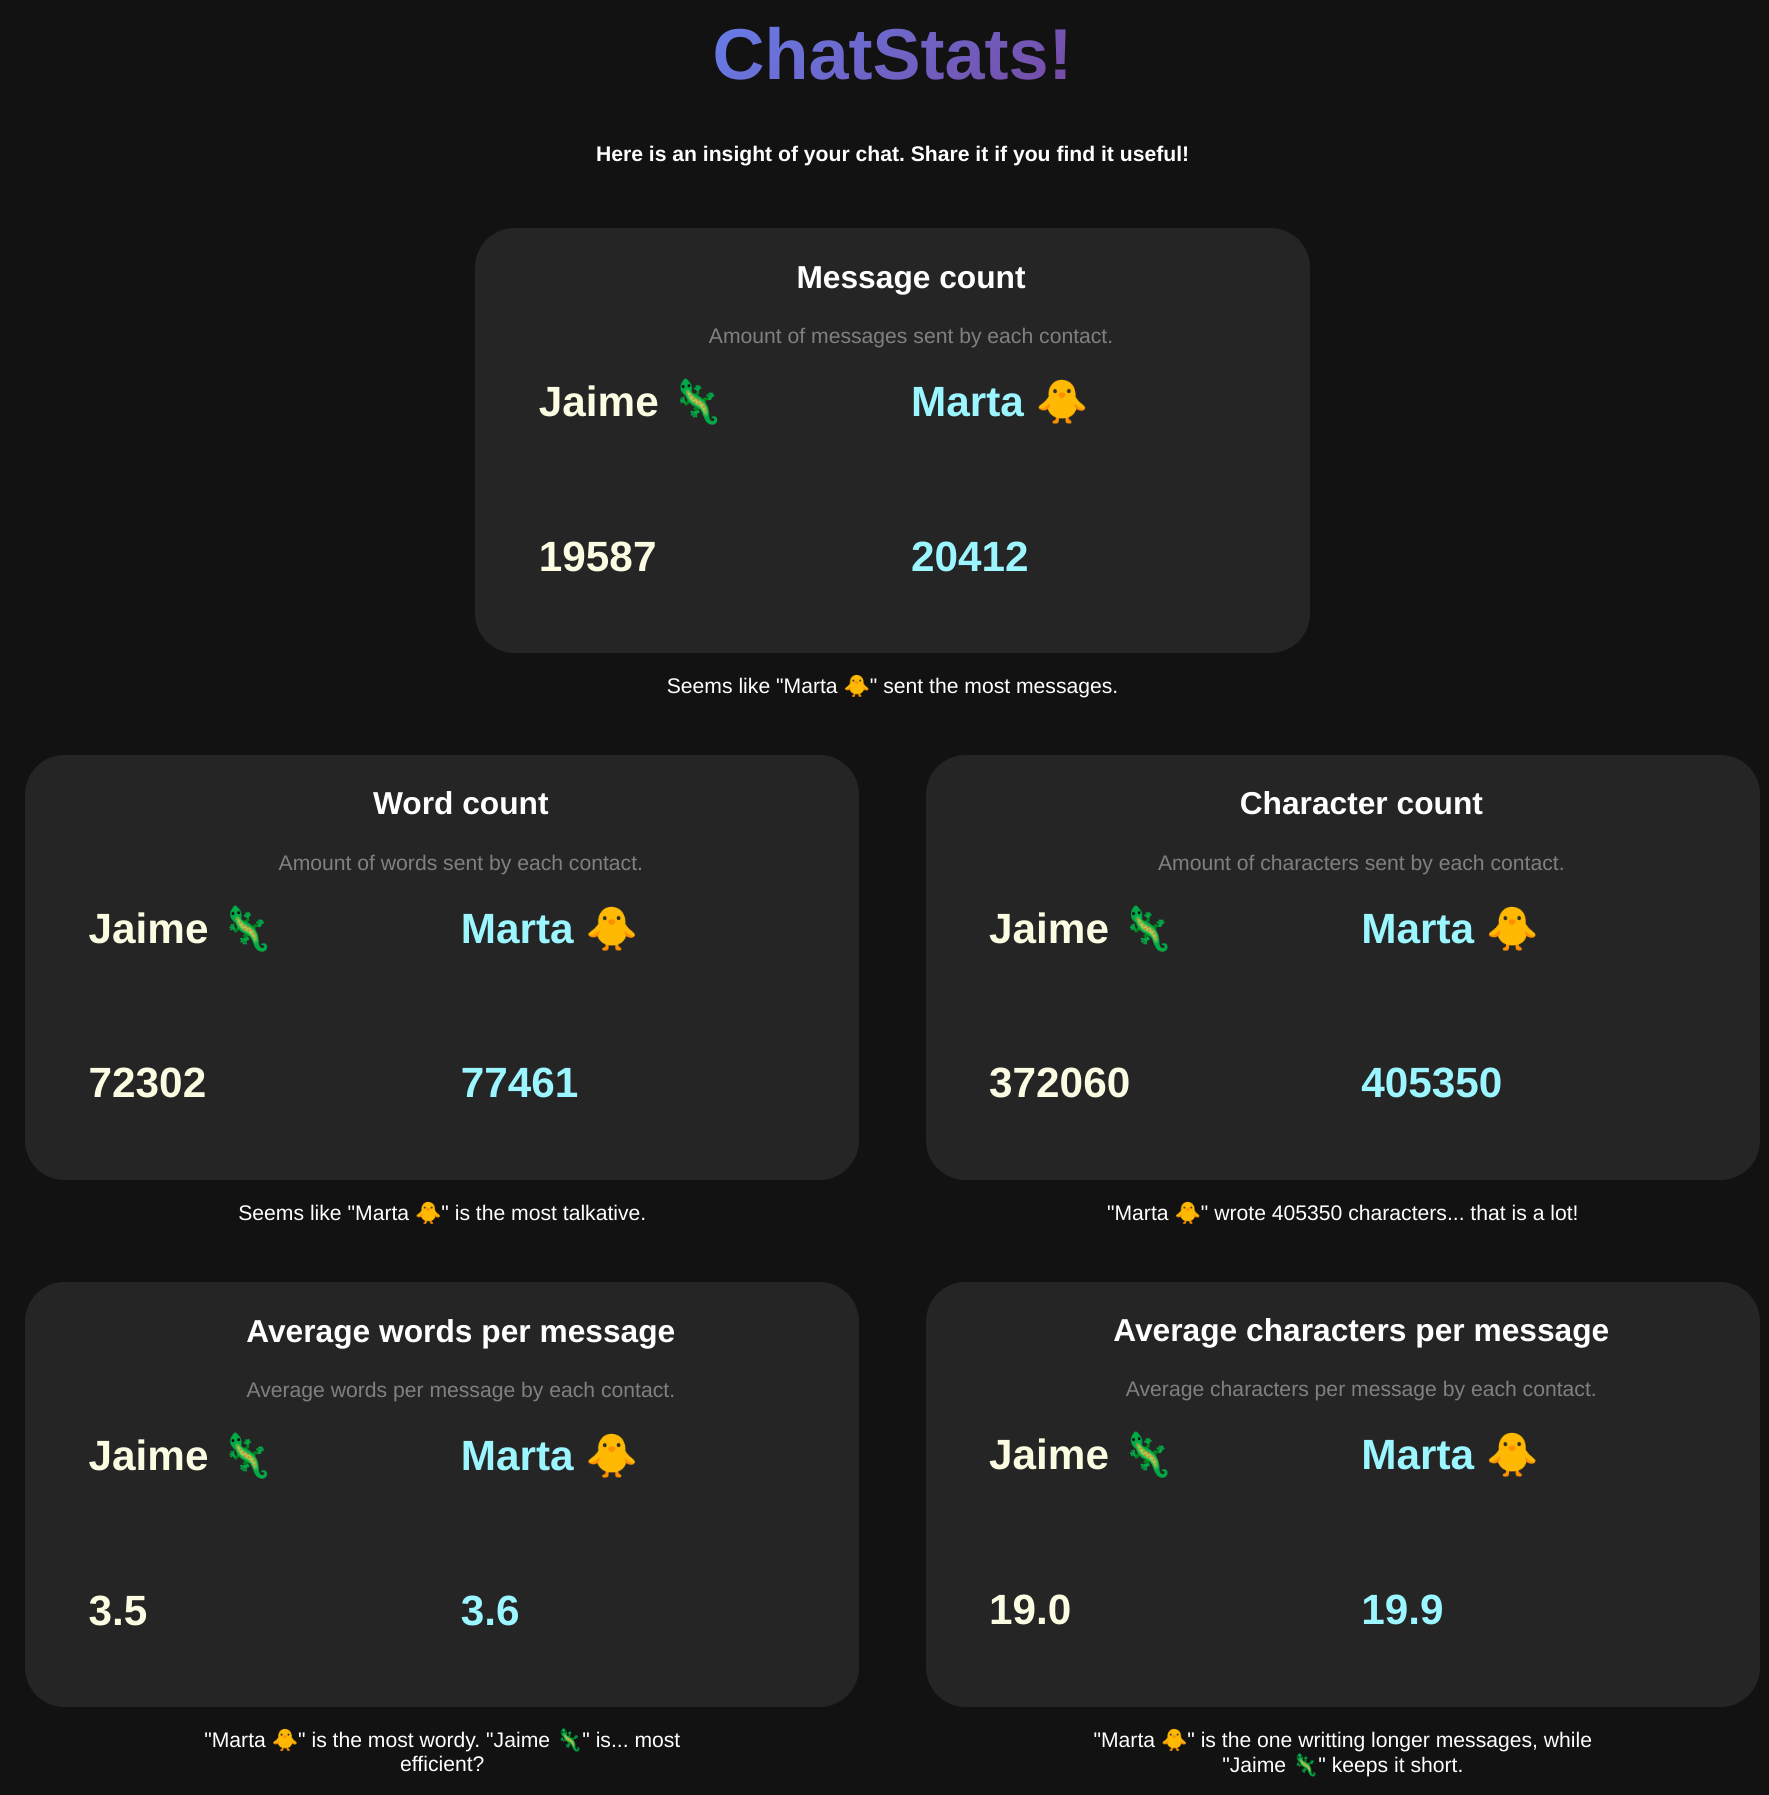 ChatStats!
Here is an insight of your chat. Share it if you find it useful!
Message count
Amount of messages sent by each contact.
Jaime 🦎 Marta 🐥
19587 20412
Seems like "Marta 🐥" sent the most messages.
Word count
Amount of words sent by each contact.
Jaime 🦎 Marta 🐥
72302 77461
Seems like "Marta 🐥" is the most talkative.
Character count
Amount of characters sent by each contact.
Jaime 🦎 Marta 🐥
372060 405350
"Marta 🐥" wrote 405350 characters... that is a lot!
Average words per message
Average words per message by each contact.
Jaime 🦎 Marta 🐥
3.5 3.6
"Marta 🐥" is the most wordy. "Jaime 🦎" is... most
efficient?
Average characters per message
Average characters per message by each contact.
Jaime 🦎 Marta 🐥
19.0 19.9
"Marta 🐥" is the one writting longer messages, while
"Jaime 🦎" keeps it short.